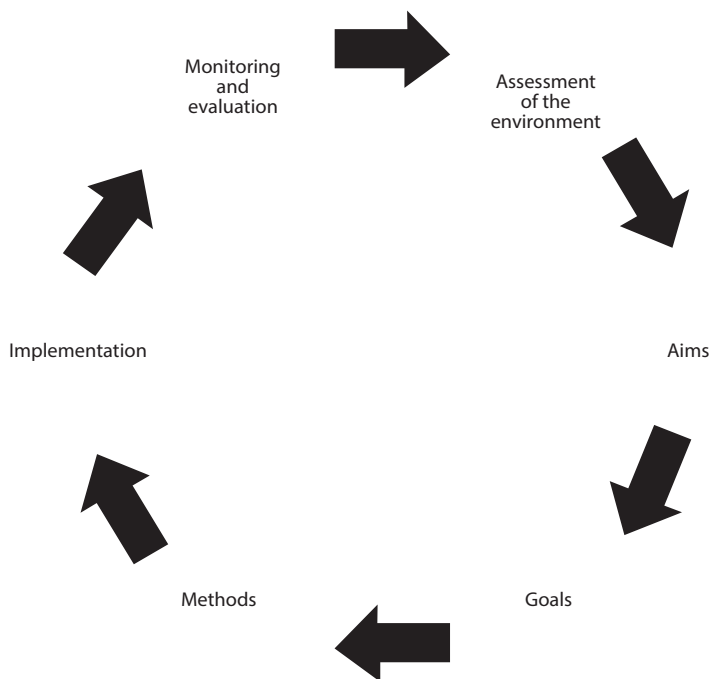 Monitoring
and
evaluation
Assessment
of the
environment
Implementation
Aims
Methods
Goals